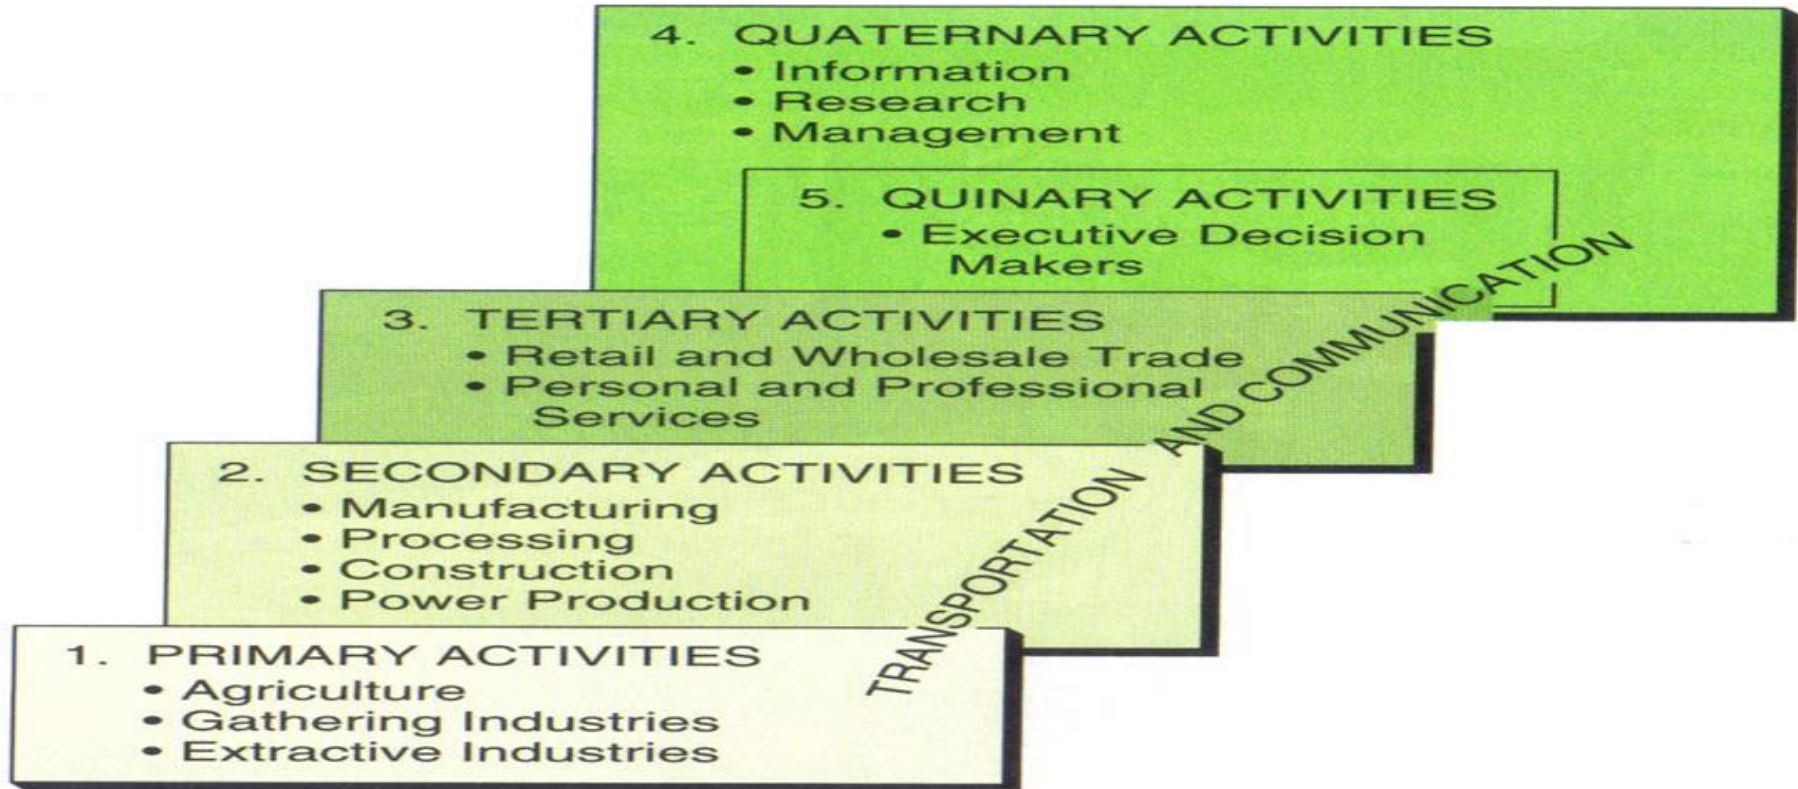 4. QUATERNARY ACTIVITIES
• Information
• Research
• Management
5. QUINARY ACTIVITIES
• Executive Decision
Makers
3. TERTIARY ACTIVITIES
• Retail and Wholesale Trade
• Personal and Professional
Services
2. SECONDARY ACTIVITIES
• Manufacturing
• Processing
• Construction
• Power Production
1. PRIMARY ACTIVITIES
• Agriculture
• Gathering Industries
• Extractive Industries
TRANSPORTATION AND COMMUNICATION